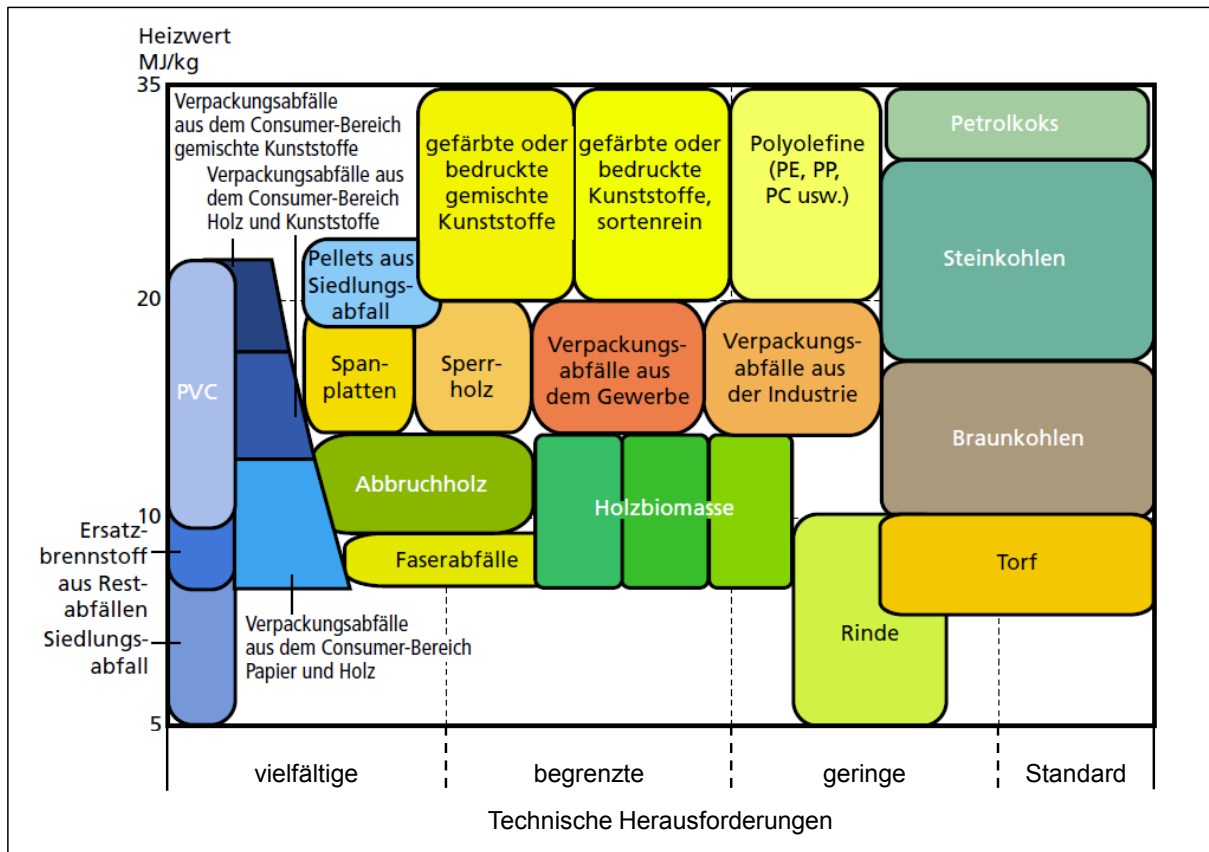 Heizwert
MJ/kg
35
Verpackungsabfälle
aus dem Consumer-Bereich
gemischte Kunststoffe
Verpackungsabfälle aus
dem Consumer-Bereich
Holz und Kunststoffe
gefärbte oder
bedruckte
gemischte
Kunststoffe
gefärbte oder
bedruckte
Kunststoffe,
sortenrein
Polyolefine
(PE, PP,
PC usw.)
Petrolkoks
Steinkohlen
Pellets aus
Siedlungs-
abfall
20
PVC
Span-
platten
Sperr-
holz
Verpackungs-
abfälle aus
dem Gewerbe
Verpackungs-
abfälle aus
der Industrie
Braunkohlen
Abbruchholz
Holzbiomasse
10
Ersatz-
brennstoff
aus Rest-
abfällen
Faserabfälle
Torf
Siedlungs-
abfall
Verpackungsabfälle
aus dem Consumer-Bereich
Papier und Holz
Rinde
5
vielfältige
begrenzte
geringe
Standard
Technische Herausforderungen